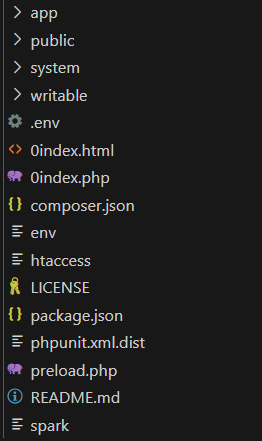 app
public
system
writable
.env
0index.html
0index.php
composer.json
env
htaccess
LICENSE
package.json
phpunit.xml.dist
preload.php
README.md
spark